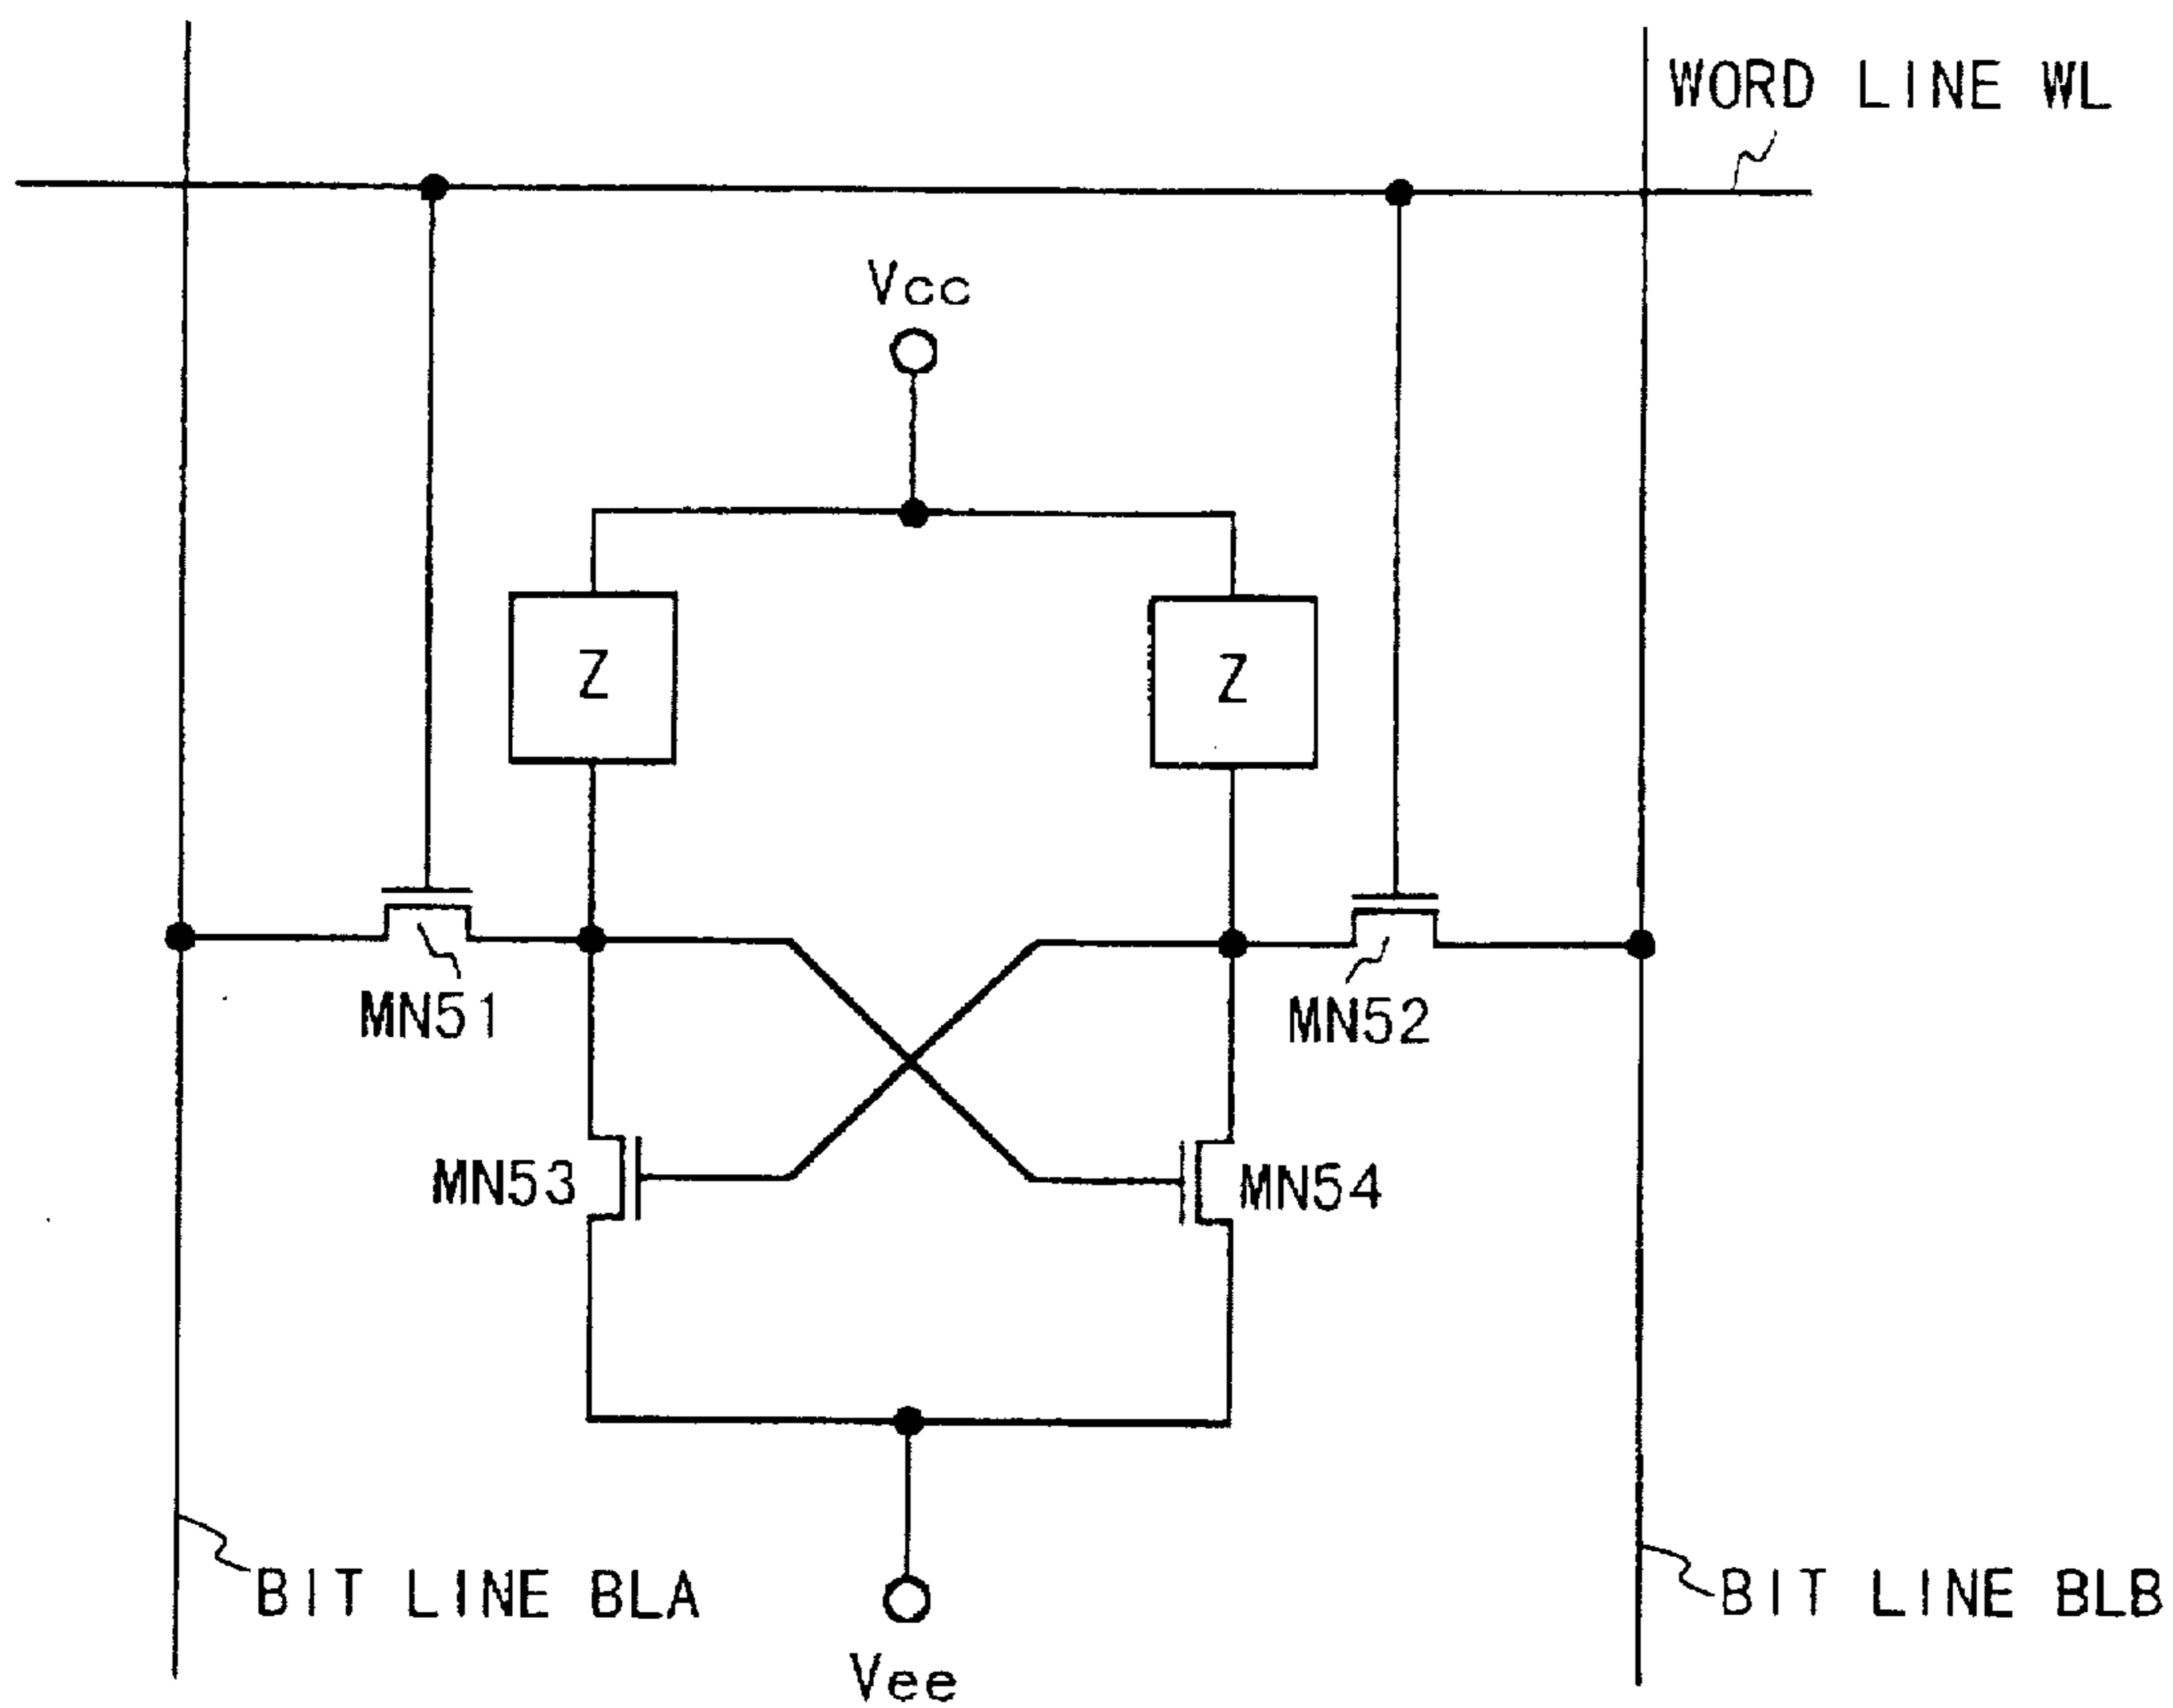 WORD LINE WL
Vcc
Z
Z
MN51
MN52
MN53
MN54
BIT LINE BLA
BIT LINE BLB
Vee